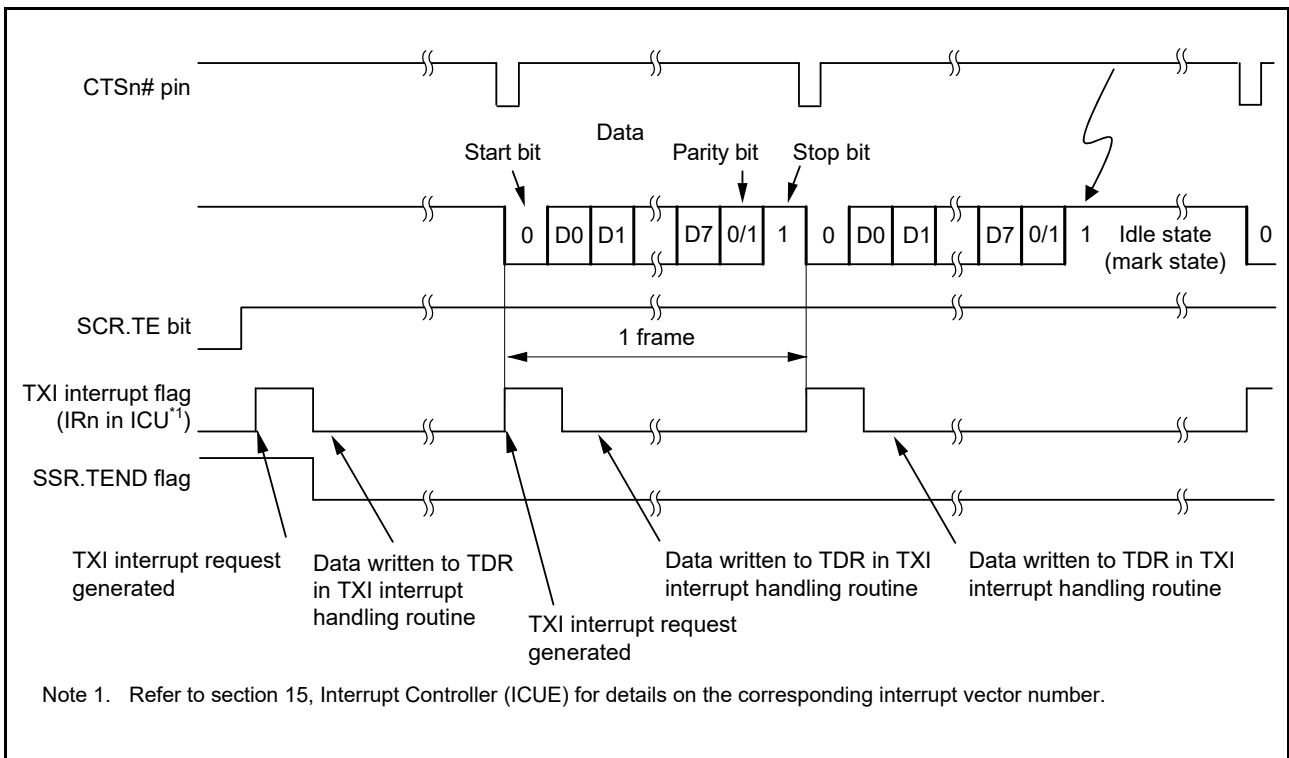 CTSn# pin
Data
Start bit
Parity bit
Stop bit
0 D0 D1 D7 0/1 1 0 D0 D1 D7 0/1 1 Idle state 0
(mark state)
SCR.TE bit
1 frame
TXI interrupt flag
(IRn in ICU*1)
SSR.TEND flag
TXI interrupt request
generated
Data written to TDR
in TXI interrupt
handling routine
TXI interrupt request
generated
Data written to TDR in TXI
interrupt handling routine
Data written to TDR in TXI
interrupt handling routine
Note 1. Refer to section 15, Interrupt Controller (ICUE) for details on the corresponding interrupt vector number.